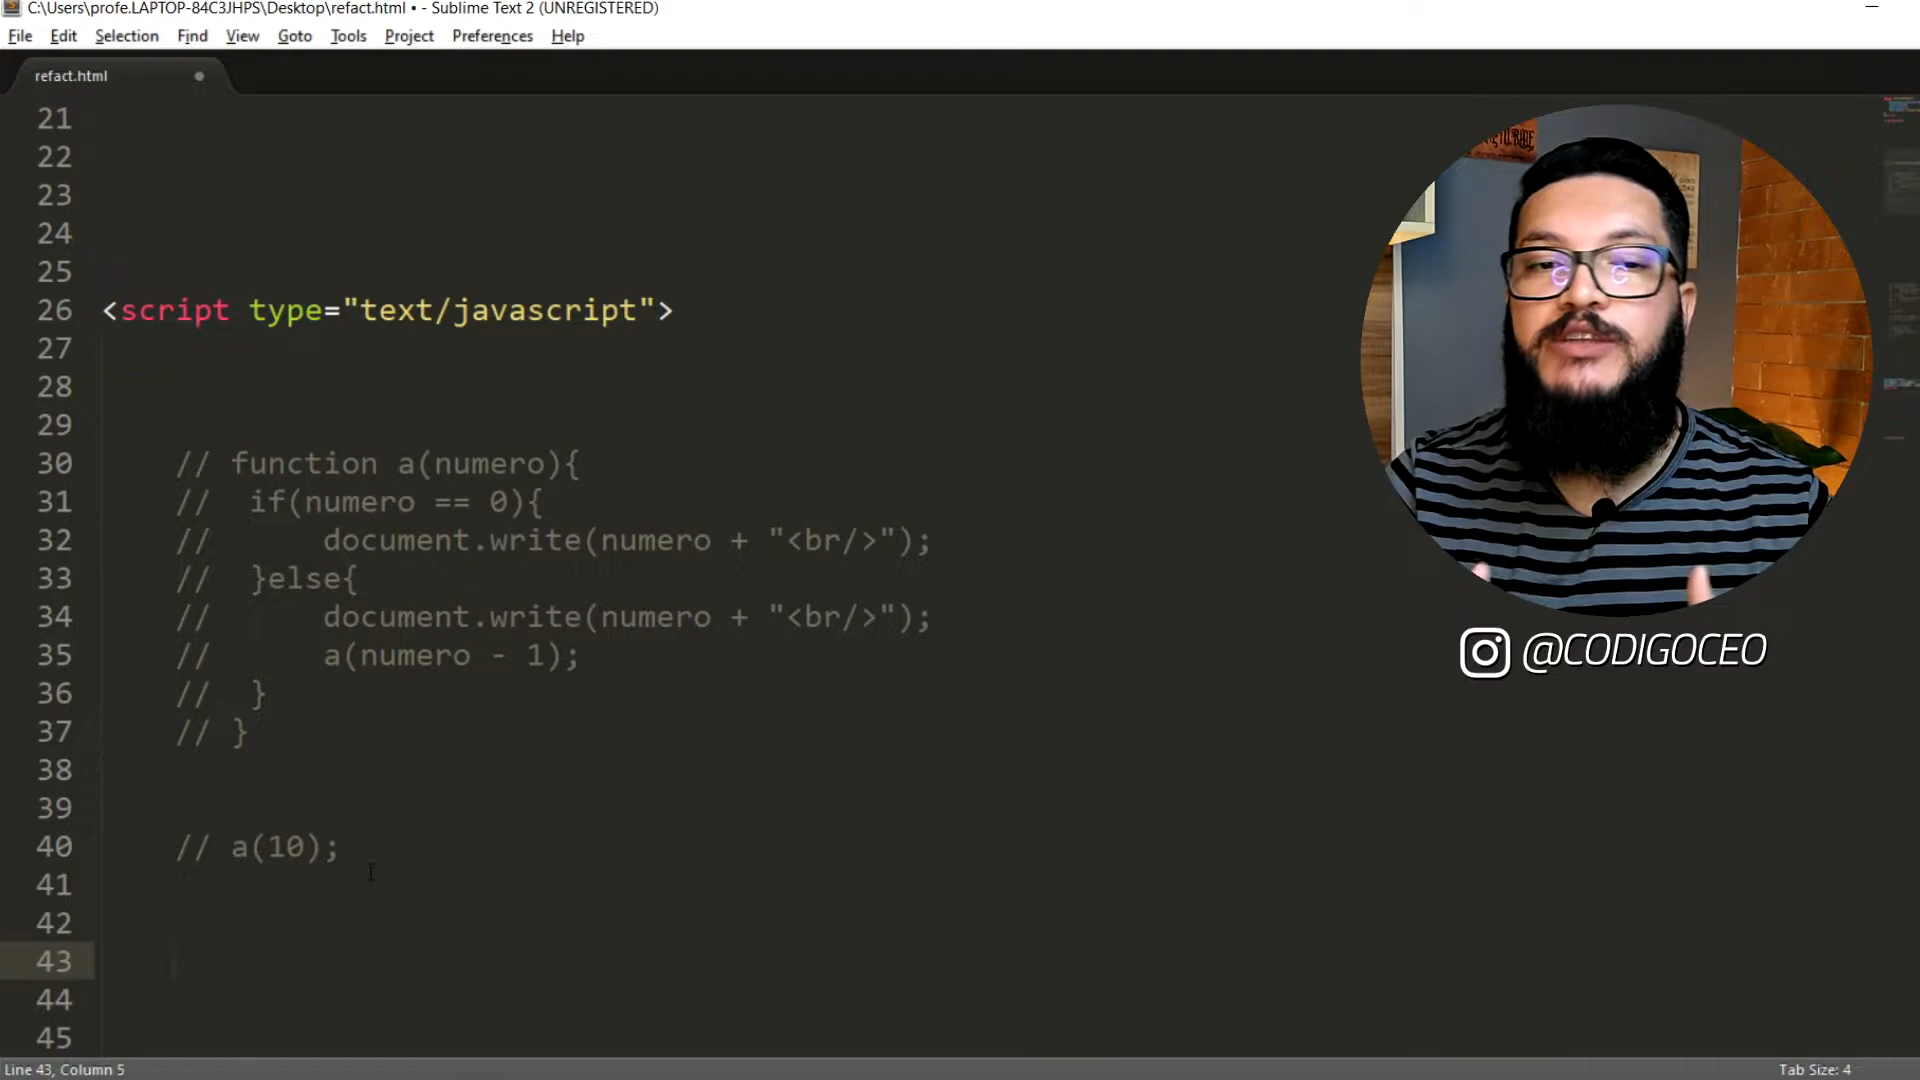 C:\Users\profe.LAPTOP-84C3JHPS\Desktop\refact.html • - Sublime Text 2 (UNREGISTERED)
File Edit Selection Find View Goto Tools Project Preferences Help
refact.html
21
22
23
24
25
26 <script type="text/javascript">
27
28
29
30 // function a(numero){
31 // if(numero == 0){
32 // document.write(numero + "<br/>");
33 // }else{
34 // document.write(numero + "<br/>");
35 // a(numero - 1);
36 // }
37 // }
38
39
40 // a(10);
41
42
43
44
45
@CODIGOCEO
Line 43, Column 5
Tab Size: 4